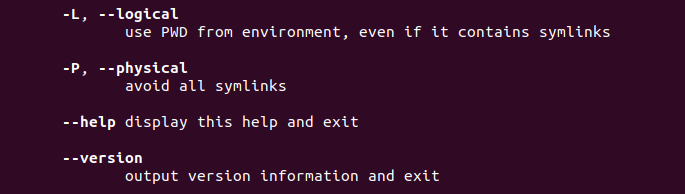 -L, --logical
use PWD from environment, even if it contains symlinks
-P, --physical
avoid all symlinks
--help display this help and exit
--version
output version information and exit